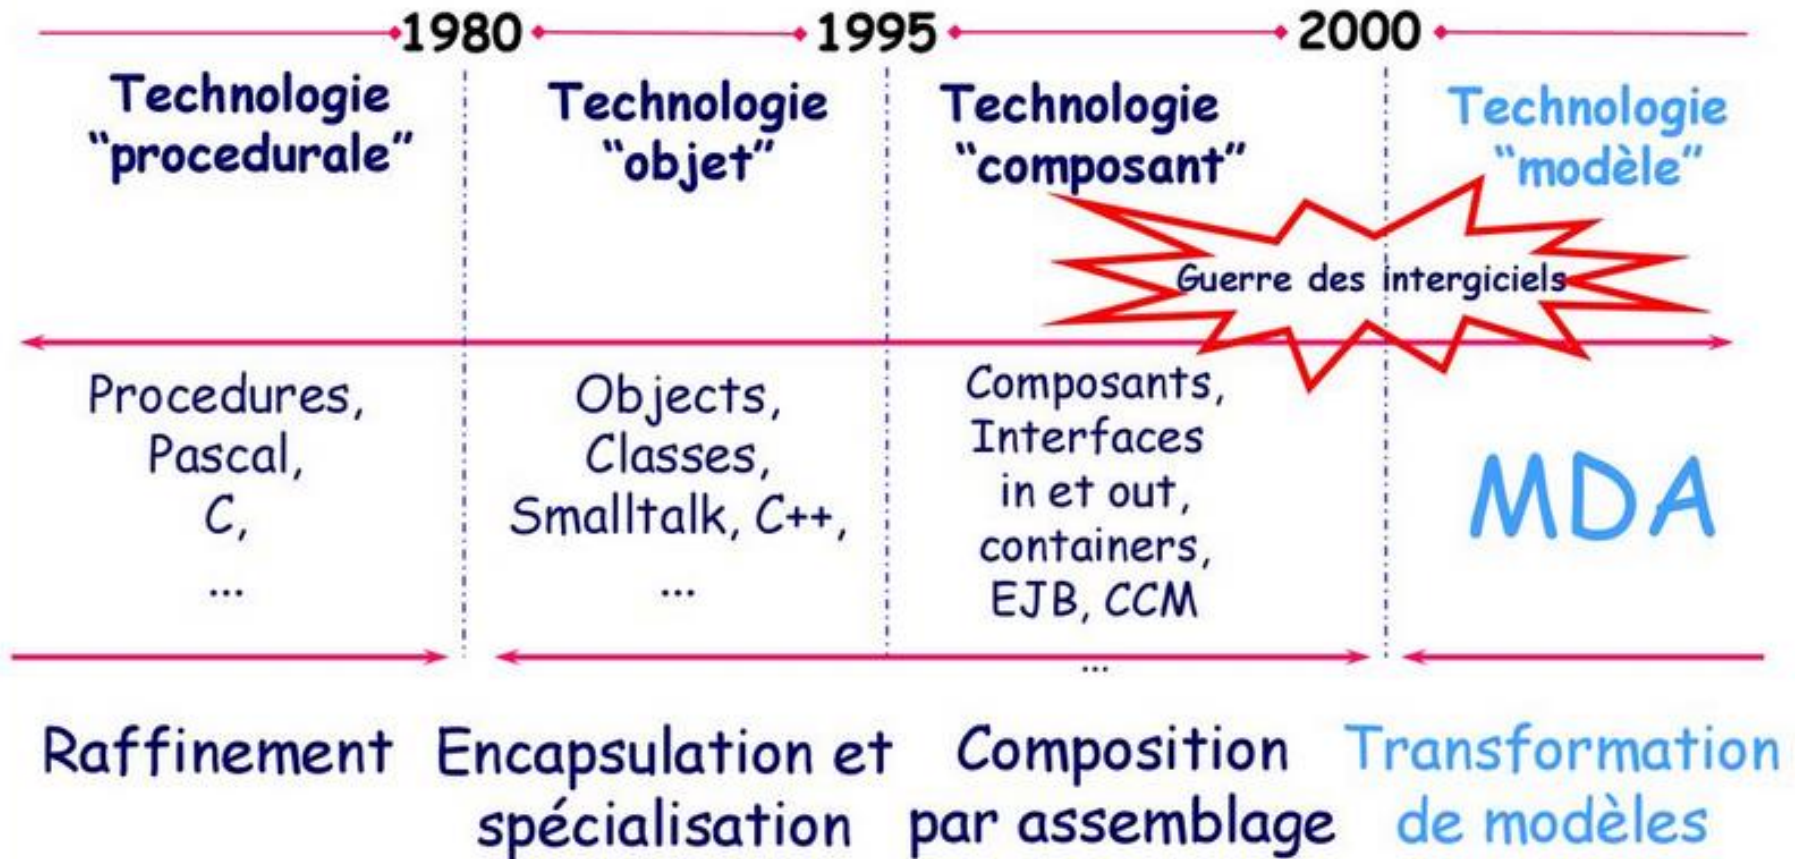 1980
1995
2000
Technologie
“procedurale”
Technologie
“objet”
Technologie
“composant”
Technologie
“modèle”
Guerre des intergiciels
Procedures,
Pascal,
C,
...
Objects,
Classes,
Smalltalk, C++,
...
Composants,
Interfaces
in et out,
containers,
EJB, CCM
...
MDA
Raffinement
Encapsulation et
spécialisation
Composition
par assemblage
Transformation
de modèles